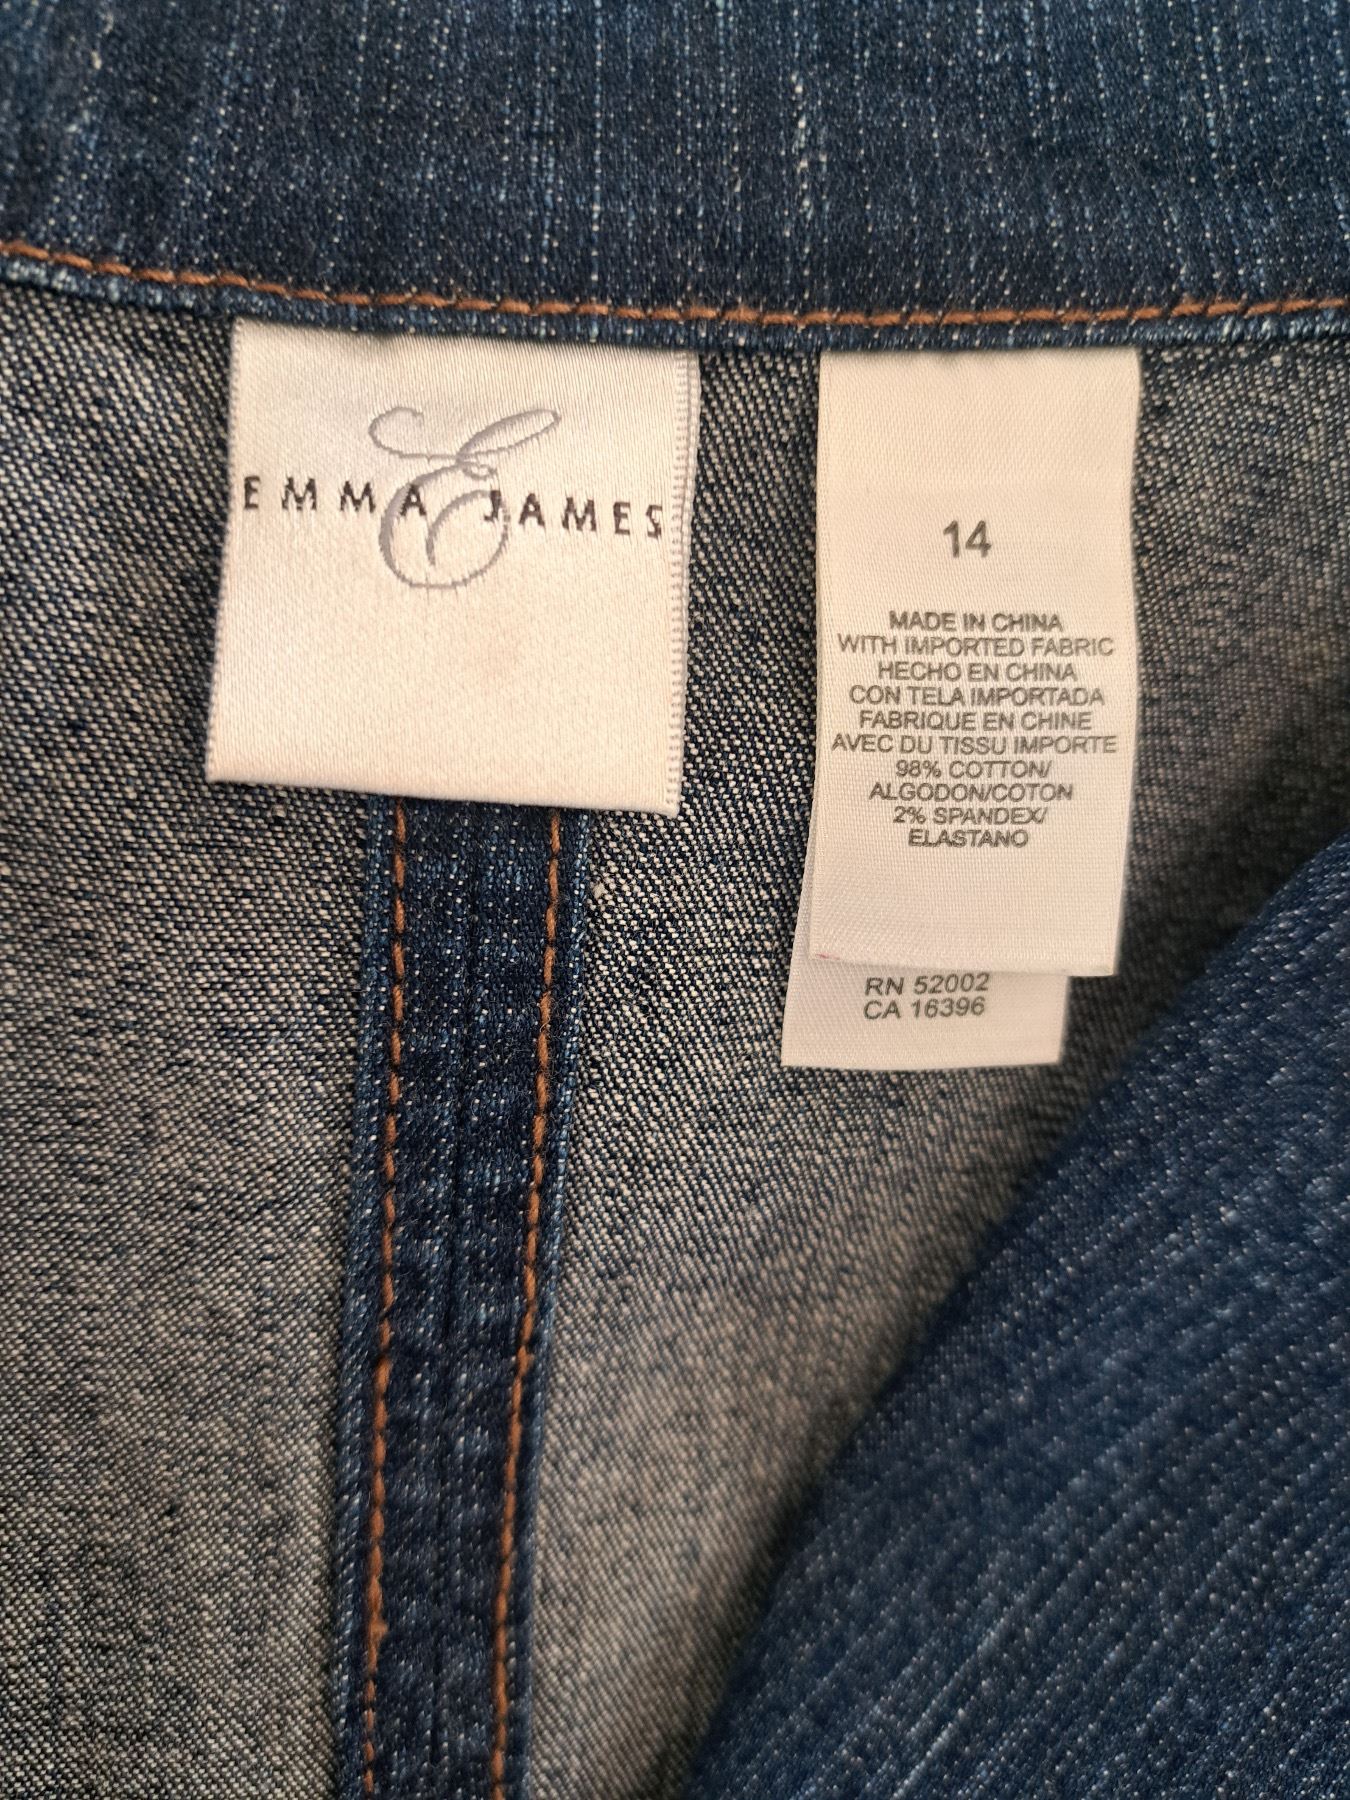 EMMA JAMES
E
14
MADE IN CHINA
WITH IMPORTED FABRIC
HECHO EN CHINA
CON TELA IMPORTADA
FABRIQUE EN CHINE
AVEC DU TISSU IMPORTE
98% COTTON/
ALGODON/COTON
2% SPANDEX/
ELASTANO
RN 52002
CA 16396